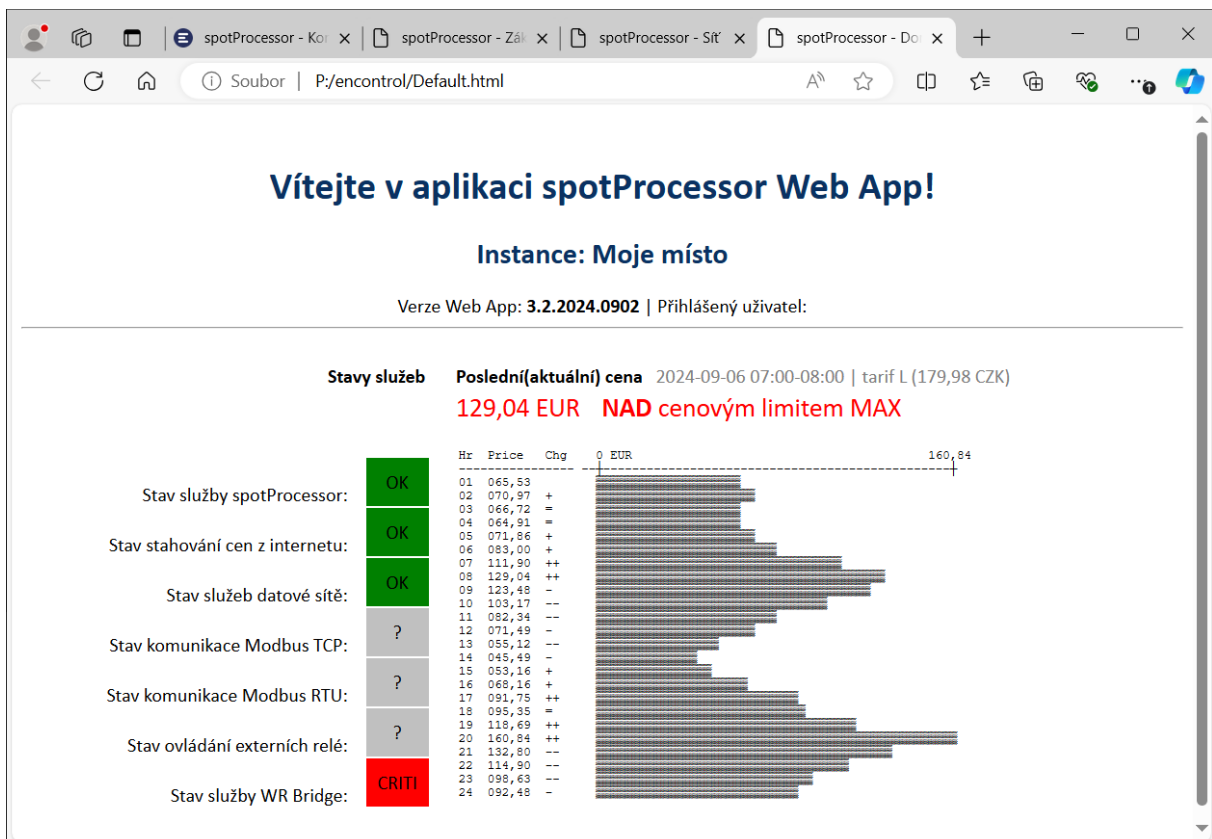 spotProcessor - Kor
spotProcessor - Zák
spotProcessor - Síť
spotProcessor - Do
Soubor | P:/encontrol/Default.html
Vítejte v aplikaci spotProcessor Web App!
Instance: Moje místo
Verze Web App: 3.2.2024.0902 | Přihlášený uživatel:
Stavy služeb
Poslední(aktuální) cena 2024-09-06 07:00-08:00 | tarif L (179,98 CZK)
129,04 EUR NAD cenovým limitem MAX
Stav služby spotProcessor: OK
Stav stahování cen z internetu: OK
Stav služeb datové sítě: OK
Stav komunikace Modbus TCP: ?
Stav komunikace Modbus RTU: ?
Stav ovládání externích relé: ?
Stav služby WR Bridge: CRITI
Hr Price Chg 0 EUR 160,84
01 065,53
02 070,97 +
03 066,72 =
04 064,91 =
05 071,86 +
06 083,00 +
07 111,90 ++
08 129,04 ++
09 123,48 -
10 103,17 --
11 082,34 --
12 071,49 -
13 055,12 --
14 045,49 -
15 053,16 +
16 068,16 +
17 091,75 ++
18 095,35 =
19 118,69 ++
20 160,84 ++
21 132,80 --
22 114,90 --
23 098,63 --
24 092,48 -